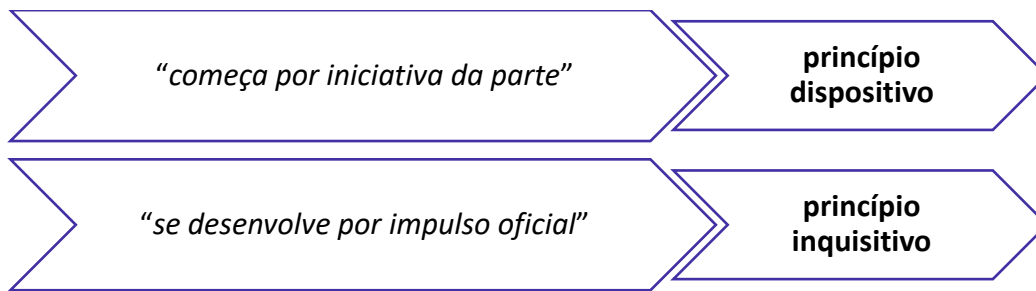 “começa por iniciativa da parte”
princípio
dispositivo
“se desenvolve por impulso oficial”
princípio
inquisitivo